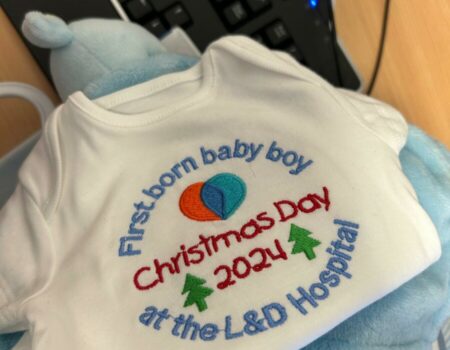 First born baby boy
Christmas Day
2024
at the L&D Hospital